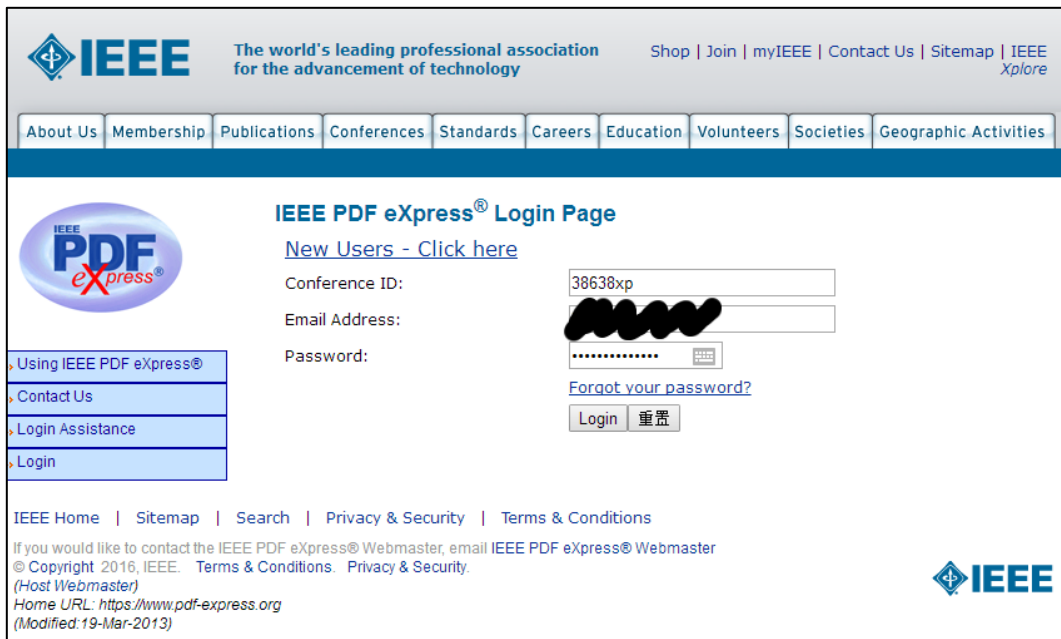 IEEE
The world's leading professional association
for the advancement of technology
Shop | Join | myIEEE | Contact Us | Sitemap | IEEE
Xplore
About Us Membership Publications Conferences Standards Careers Education Volunteers Societies Geographic Activities
IEEE
PDF
eXpress®
IEEE PDF eXpress® Login Page
New Users - Click here
Conference ID: 38638xp
Email Address:
Password: ••••••••••••••
Forgot your password?
Login 重置
Using IEEE PDF eXpress®
Contact Us
Login Assistance
Login
IEEE Home | Sitemap | Search | Privacy & Security | Terms & Conditions
If you would like to contact the IEEE PDF eXpress® Webmaster, email IEEE PDF eXpress® Webmaster
© Copyright 2016, IEEE. Terms & Conditions. Privacy & Security.
(Host Webmaster)
Home URL: https://www.pdf-express.org
(Modified:19-Mar-2013)
IEEE